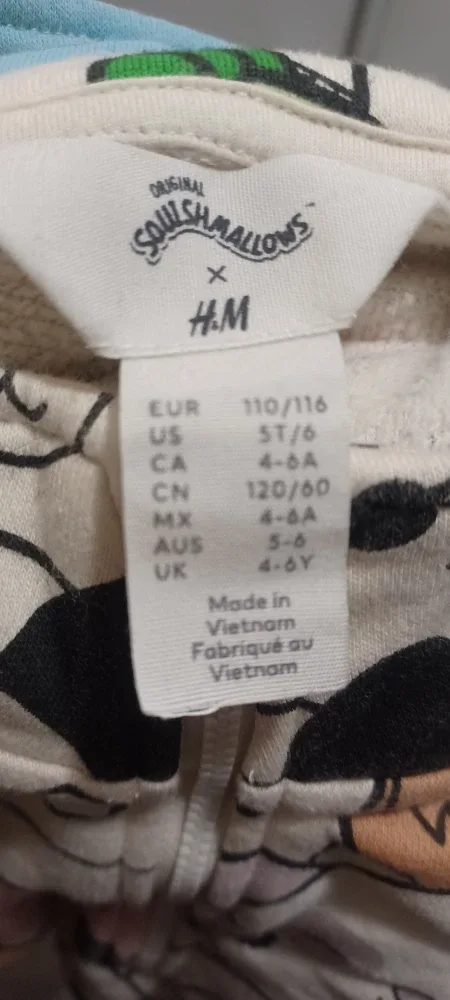 ORIGINAL
SQUISHMALLOWS
×
H&M
EUR 110/116
US 5T/6
CA 4-6A
CN 120/60
MX 4-6A
AUS 5-6
UK 4-6Y
Made in
Vietnam
Fabriqué au
Vietnam